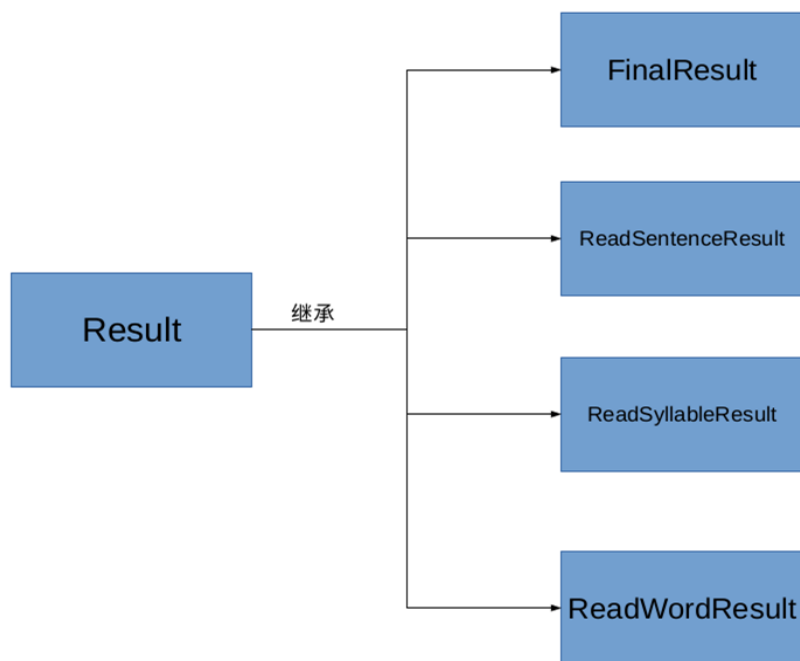 FinalResult
ReadSentenceResult
继承
Result
ReadSyllableResult
ReadWordResult